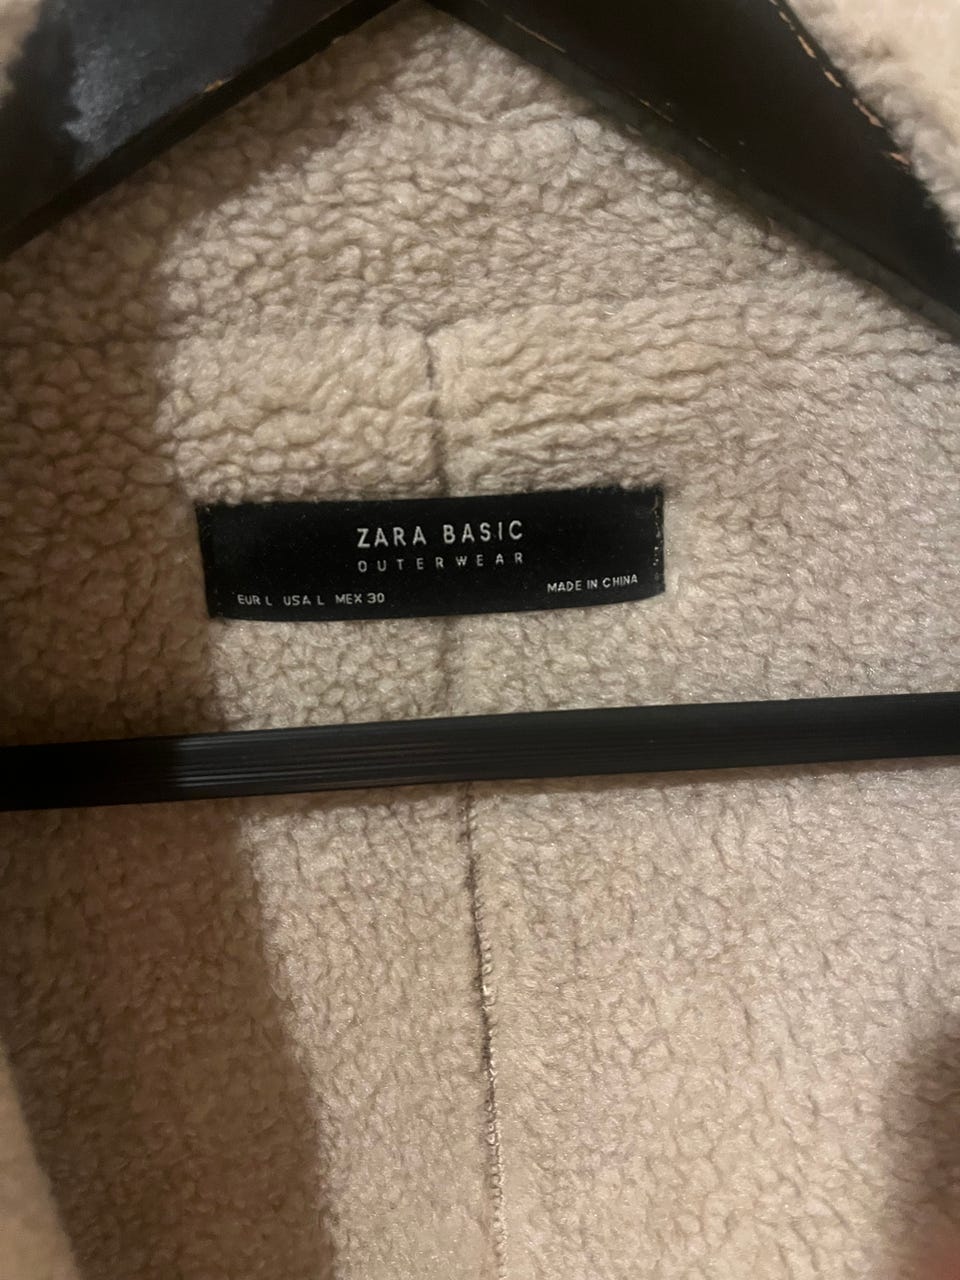 ZARA BASIC
OUTERWEAR
EUR L USA L MEX 30
MADE IN CHINA